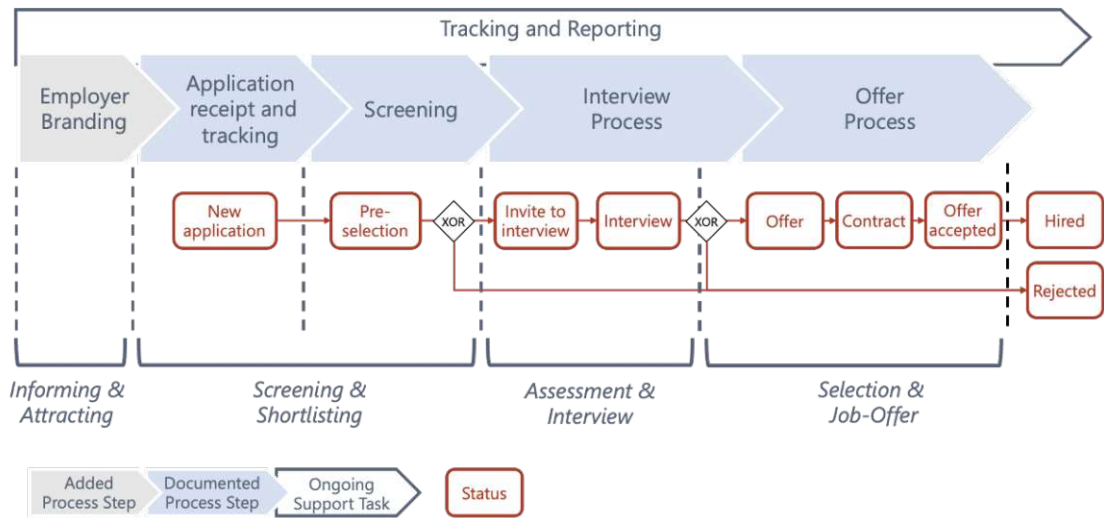 Tracking and Reporting
Employer
Branding
Application
receipt and
tracking
Screening
Interview
Process
Offer
Process
New
application
Pre-
selection
XOR
Invite to
interview
Interview
XOR
Offer
Contract
Offer
accepted
Hired
Rejected
Informing &
Attracting
Screening &
Shortlisting
Assessment &
Interview
Selection &
Job-Offer
Added
Process Step
Documented
Process Step
Ongoing
Support Task
Status